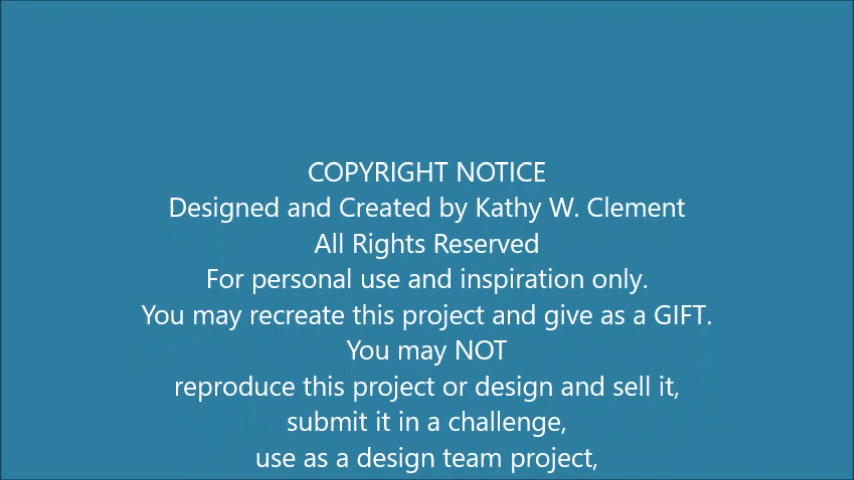 COPYRIGHT NOTICE
Designed and Created by Kathy W. Clement
All Rights Reserved
For personal use and inspiration only.
You may recreate this project and give as a GIFT.
You may NOT
reproduce this project or design and sell it,
submit it in a challenge,
use as a design team project,